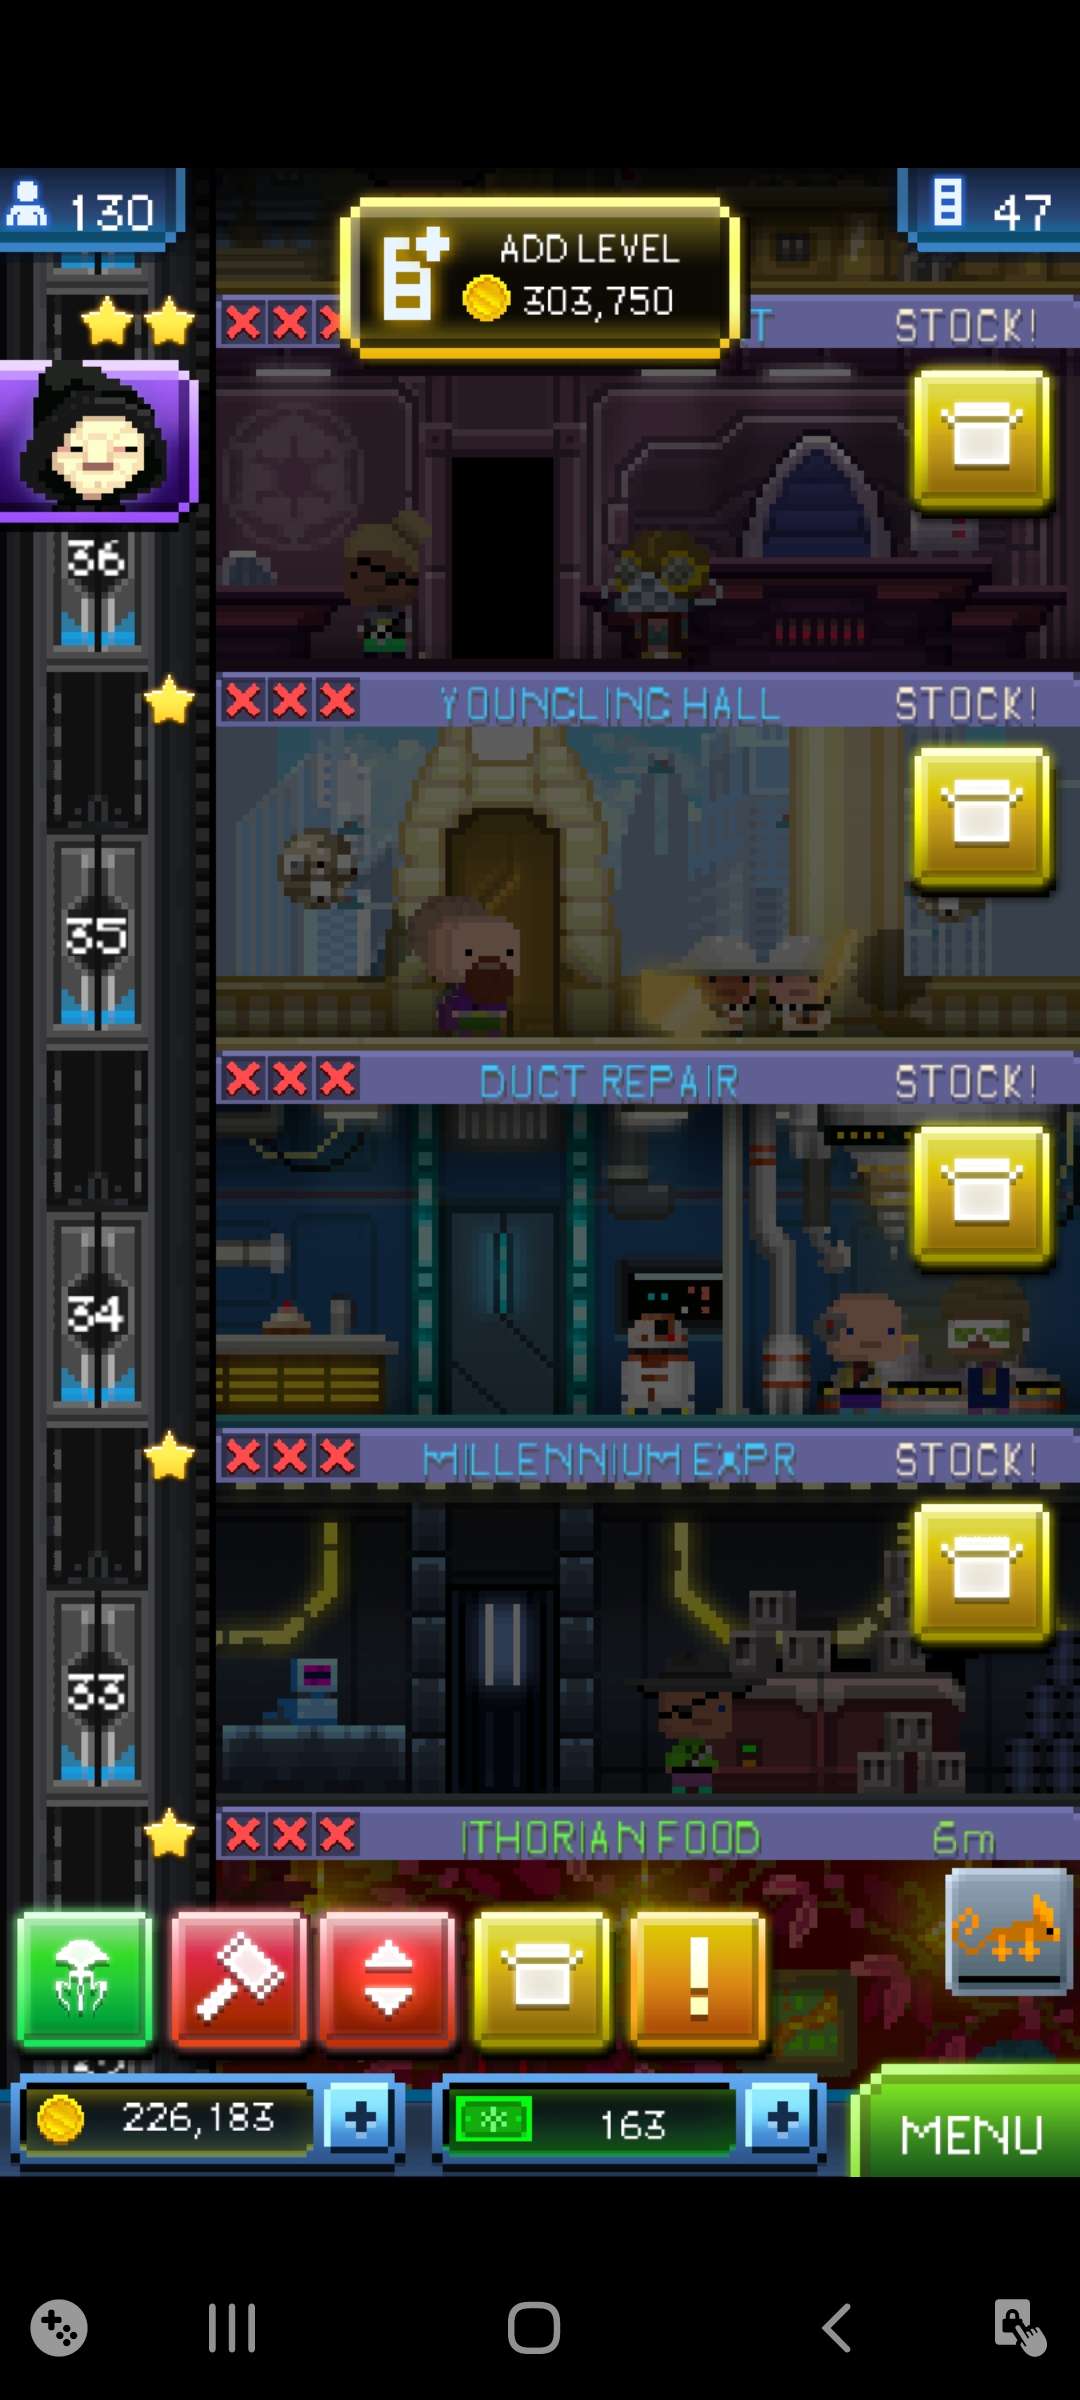 130
ADD LEVEL
303,750
47
T STOCK!
36
YOUNGLING HALL STOCK!
35
DUCT REPAIR STOCK!
34
MILLENNIUM EXPR STOCK!
33
ITHORIAN FOOD 6m
226,183
163
MENU